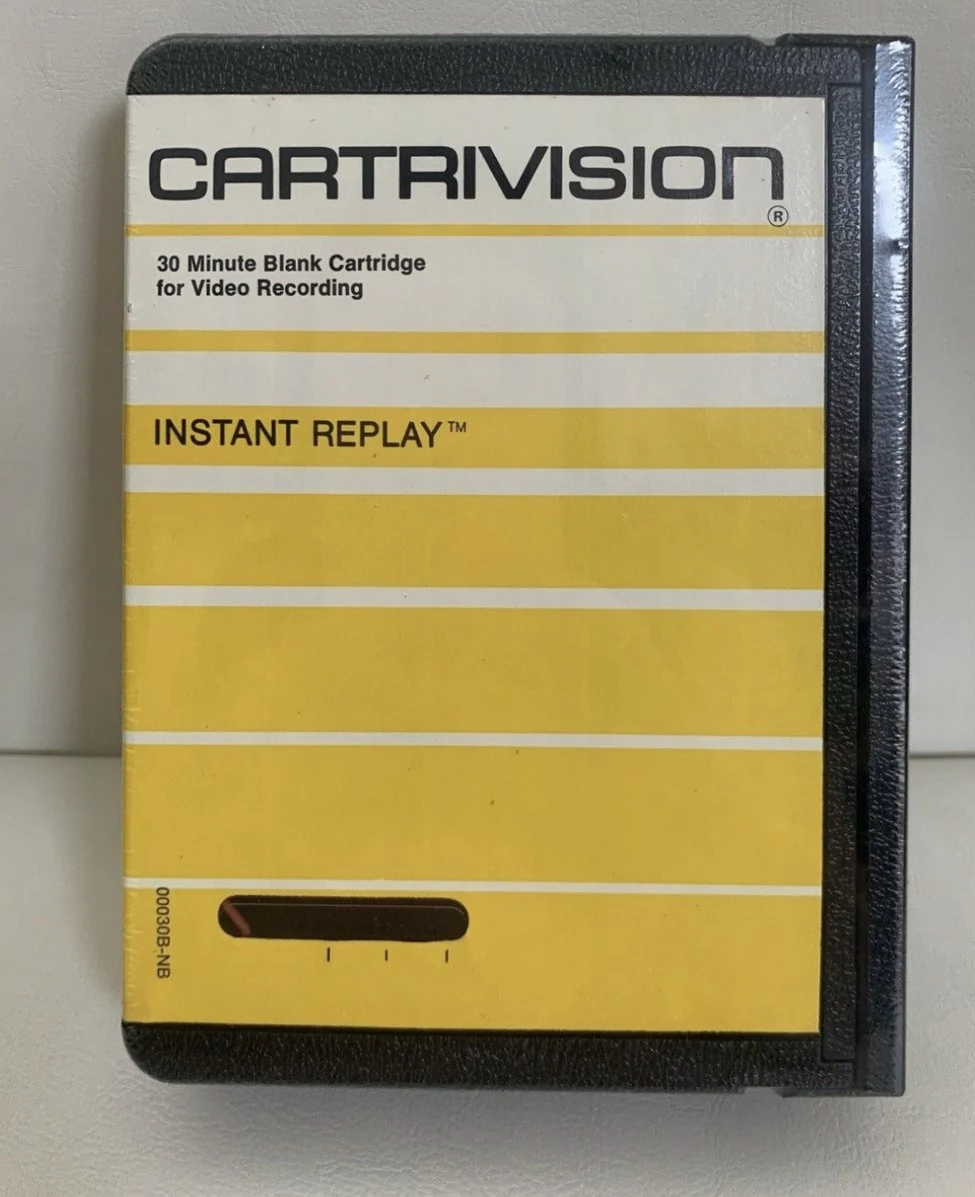 CARTRIVISION
®
30 Minute Blank Cartridge
for Video Recording
INSTANT REPLAY™
00030B-NB